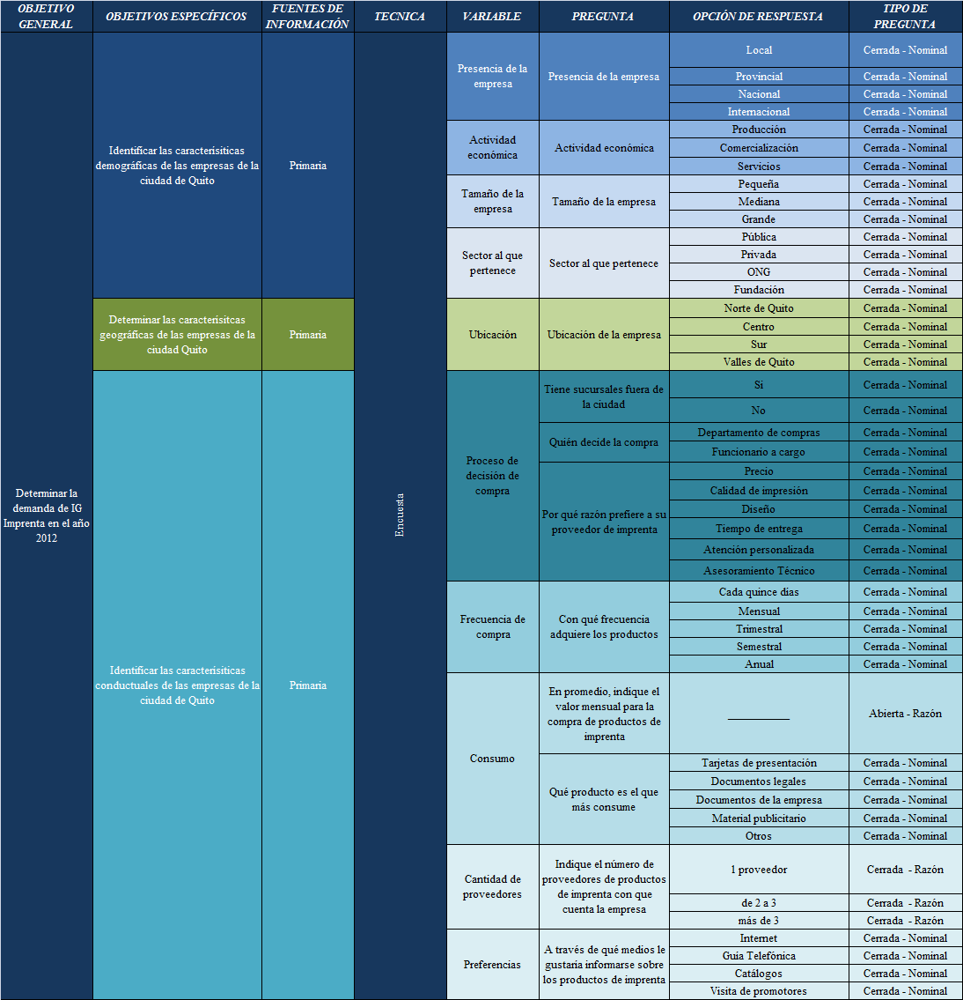 OBJETIVO GENERAL
OBJETIVOS ESPECÍFICOS
FUENTES DE INFORMACIÓN
TECNICA
VARIABLE
PREGUNTA
OPCIÓN DE RESPUESTA
TIPO DE PREGUNTA
Determinar la
demanda de IG
Imprenta en el año
2012
Encuesta
Identificar las caracterisiticas
demográficas de las empresas de la
ciudad de Quito
Primaria
Presencia de la
empresa
Presencia de la empresa
Local Cerrada - Nominal
Provincial Cerrada - Nominal
Nacional Cerrada - Nominal
Internacional Cerrada - Nominal
Actividad
económica
Actividad económica
Producción Cerrada - Nominal
Comercialización Cerrada - Nominal
Servicios Cerrada - Nominal
Tamaño de la
empresa
Tamaño de la empresa
Pequeña Cerrada - Nominal
Mediana Cerrada - Nominal
Grande Cerrada - Nominal
Sector al que
pertenece
Sector al que pertenece
Pública Cerrada - Nominal
Privada Cerrada - Nominal
ONG Cerrada - Nominal
Fundación Cerrada - Nominal
Determinar las caracterisitcas
geográficas de las empresas de la
ciudad Quito
Primaria
Ubicación
Ubicación de la empresa
Norte de Quito Cerrada - Nominal
Centro Cerrada - Nominal
Sur Cerrada - Nominal
Valles de Quito Cerrada - Nominal
Identificar las caracterisiticas
conductuales de las empresas de la
ciudad de Quito
Primaria
Proceso de
decisión de
compra
Tiene sucursales fuera de
la ciudad
Si Cerrada - Nominal
No Cerrada - Nominal
Quién decide la compra
Departamento de compras Cerrada - Nominal
Funcionario a cargo Cerrada - Nominal
Por qué razón prefiere a su
proveedor de imprenta
Precio Cerrada - Nominal
Calidad de impresión Cerrada - Nominal
Diseño Cerrada - Nominal
Tiempo de entrega Cerrada - Nominal
Atención personalizada Cerrada - Nominal
Asesoramiento Técnico Cerrada - Nominal
Frecuencia de
compra
Con qué frecuencia
adquiere los productos
Cada quince días Cerrada - Nominal
Mensual Cerrada - Nominal
Trimestral Cerrada - Nominal
Semestral Cerrada - Nominal
Anual Cerrada - Nominal
Consumo
En promedio, indique el
valor mensual para la
compra de productos de
imprenta
___________ Abierta - Razón
Qué producto es el que
más consume
Tarjetas de presentación Cerrada - Nominal
Documentos legales Cerrada - Nominal
Documentos de la empresa Cerrada - Nominal
Material publicitario Cerrada - Nominal
Otros Cerrada - Nominal
Cantidad de
proveedores
Indique el número de
proveedores de productos
de imprenta con que
cuenta la empresa
1 proveedor Cerrada - Razón
de 2 a 3 Cerrada - Razón
más de 3 Cerrada - Razón
Preferencias
A través de qué medios le
gustaría informarse sobre
los productos de imprenta
Internet Cerrada - Nominal
Guía Telefónica Cerrada - Nominal
Catálogos Cerrada - Nominal
Visita de promotores Cerrada - Nominal